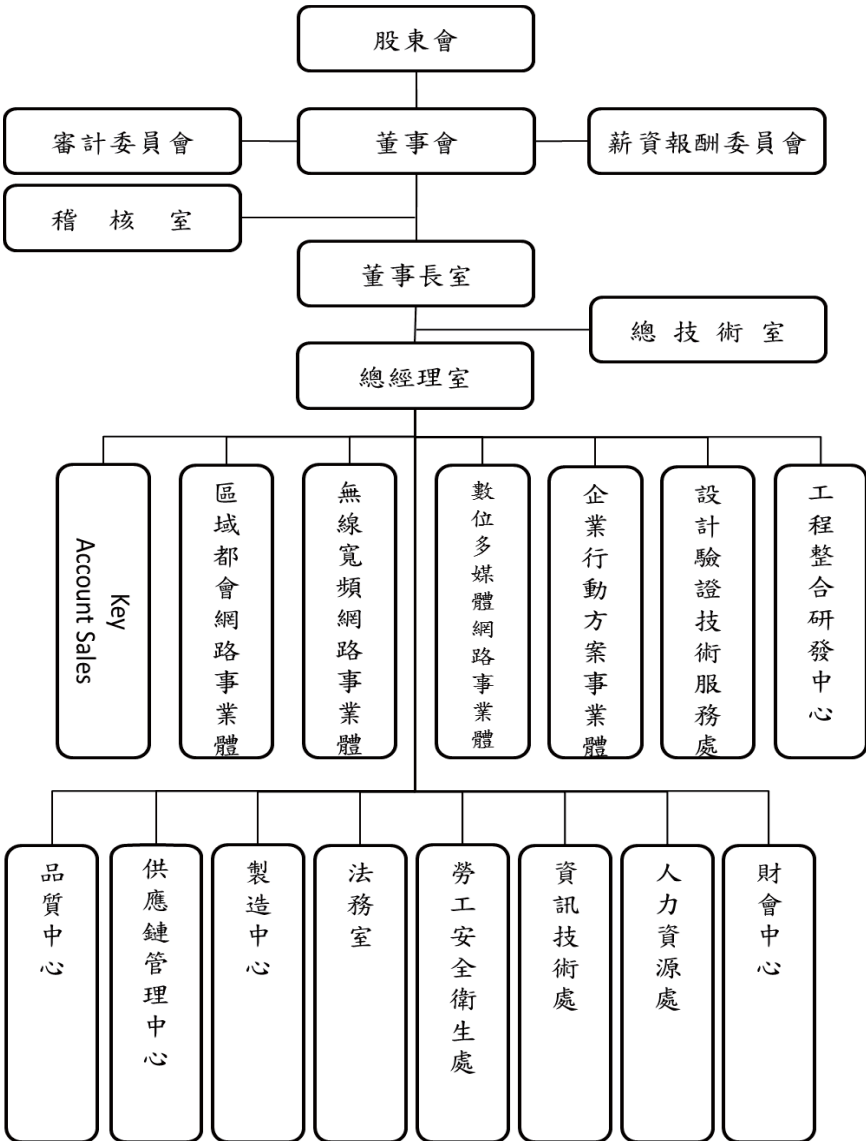 股東會
審計委員會
董事會
薪資報酬委員會
稽核室
董事長室
總技術室
總經理室
Key
Account Sales
區域都會網路事業體
無線寬頻網路事業體
數位多媒體網路事業體
企業行動方案事業體
設計驗證技術服務處
工程整合研發中心
品質中心
供應鏈管理中心
製造中心
法務室
勞工安全衛生處
資訊技術處
人力資源處
財會中心